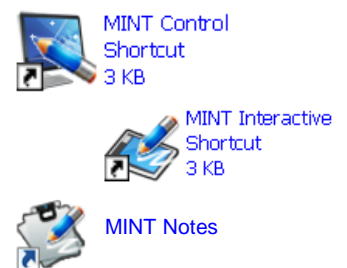 MINT Control
Shortcut
3 KB
MINT Interactive
Shortcut
3 KB
MINT Notes